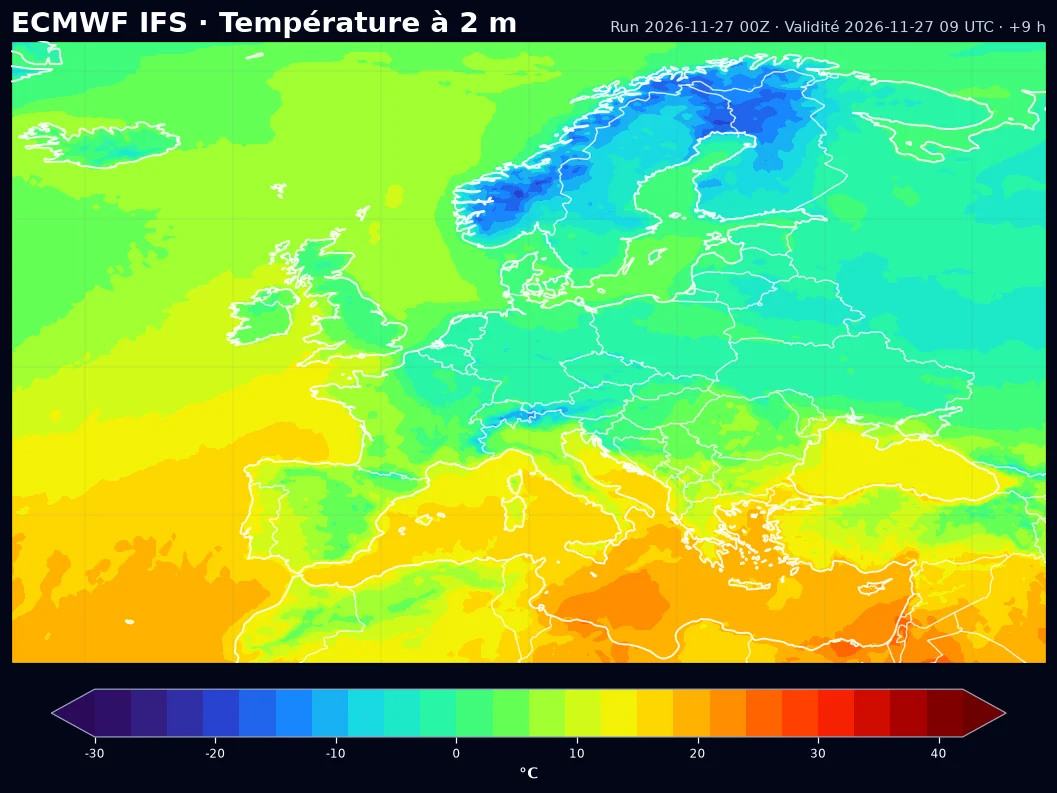 ECMWF IFS · Température à 2 m
Run 2026-11-27 00Z · Validité 2026-11-27 09 UTC · +9 h
-30 -20 -10 0 10 20 30 40
°C